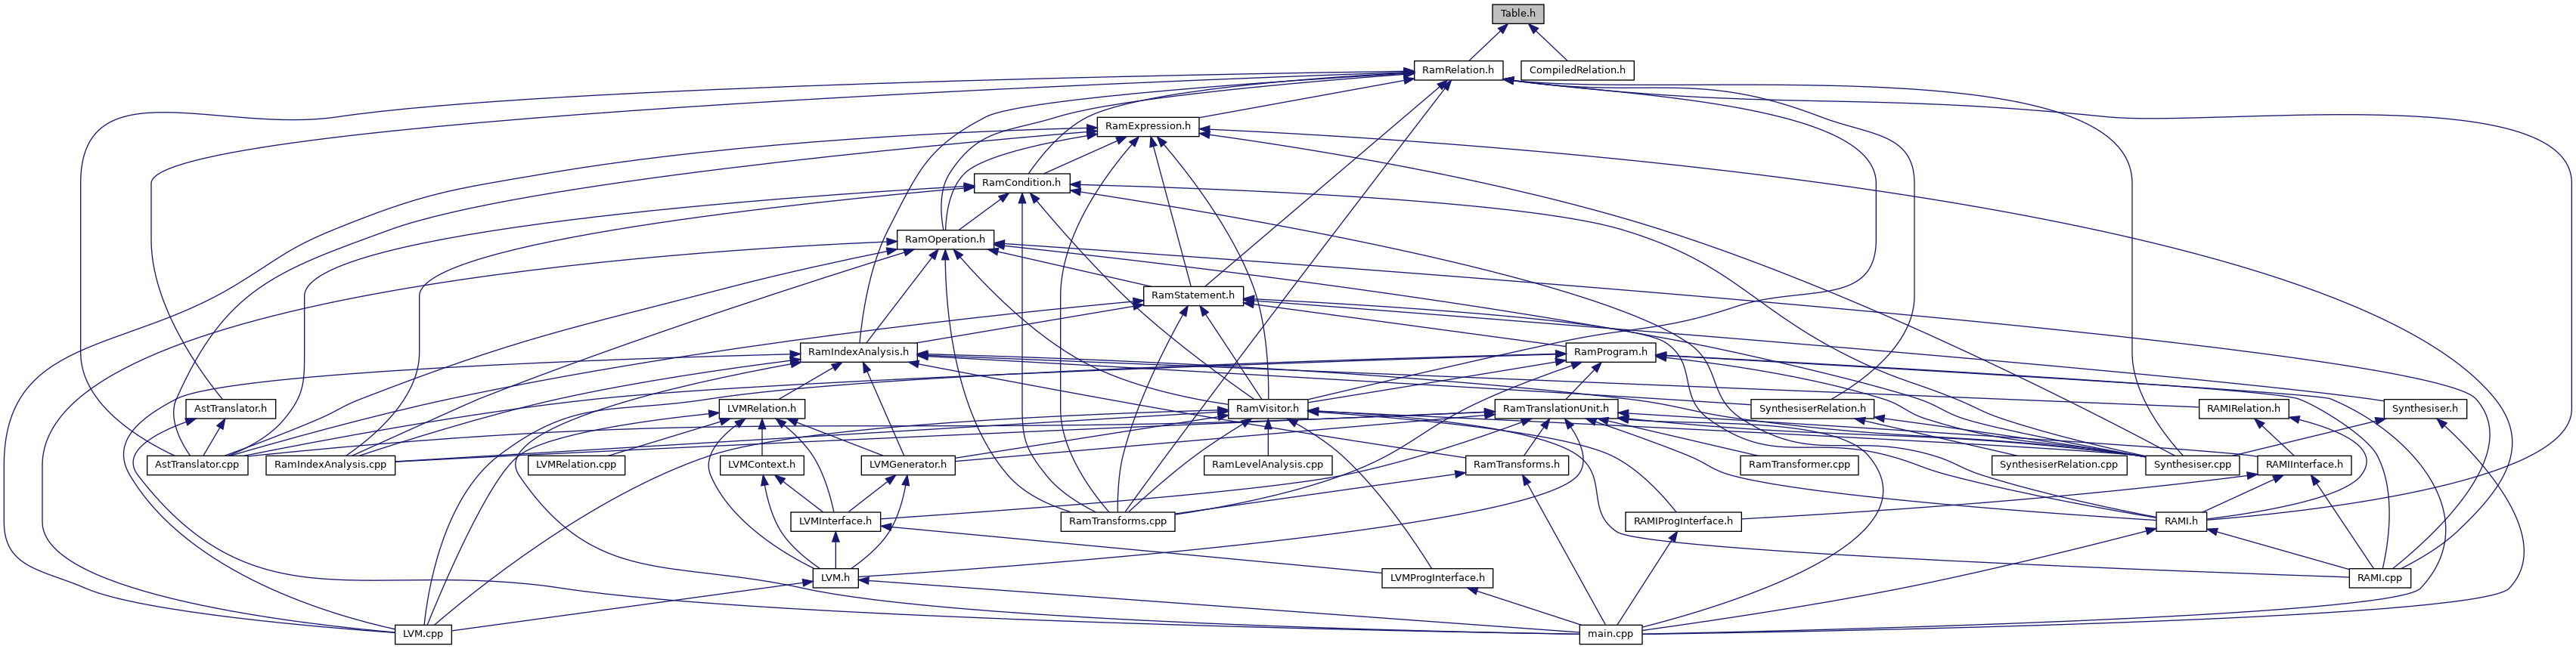 Table.h
RamRelation.h
CompiledRelation.h
RamExpression.h
RamCondition.h
RamOperation.h
RamStatement.h
RamIndexAnalysis.h
RamProgram.h
AstTranslator.h
LVMRelation.h
RamVisitor.h
RamTranslationUnit.h
SynthesiserRelation.h
RAMIRelation.h
Synthesiser.h
AstTranslator.cpp
RamIndexAnalysis.cpp
LVMRelation.cpp
LVMContext.h
LVMGenerator.h
RamLevelAnalysis.cpp
RamTransforms.h
RamTransformer.cpp
SynthesiserRelation.cpp
Synthesiser.cpp
RAMIInterface.h
LVMInterface.h
RamTransforms.cpp
RAMIProgInterface.h
RAMI.h
LVM.h
LVMProgInterface.h
RAMI.cpp
LVM.cpp
main.cpp